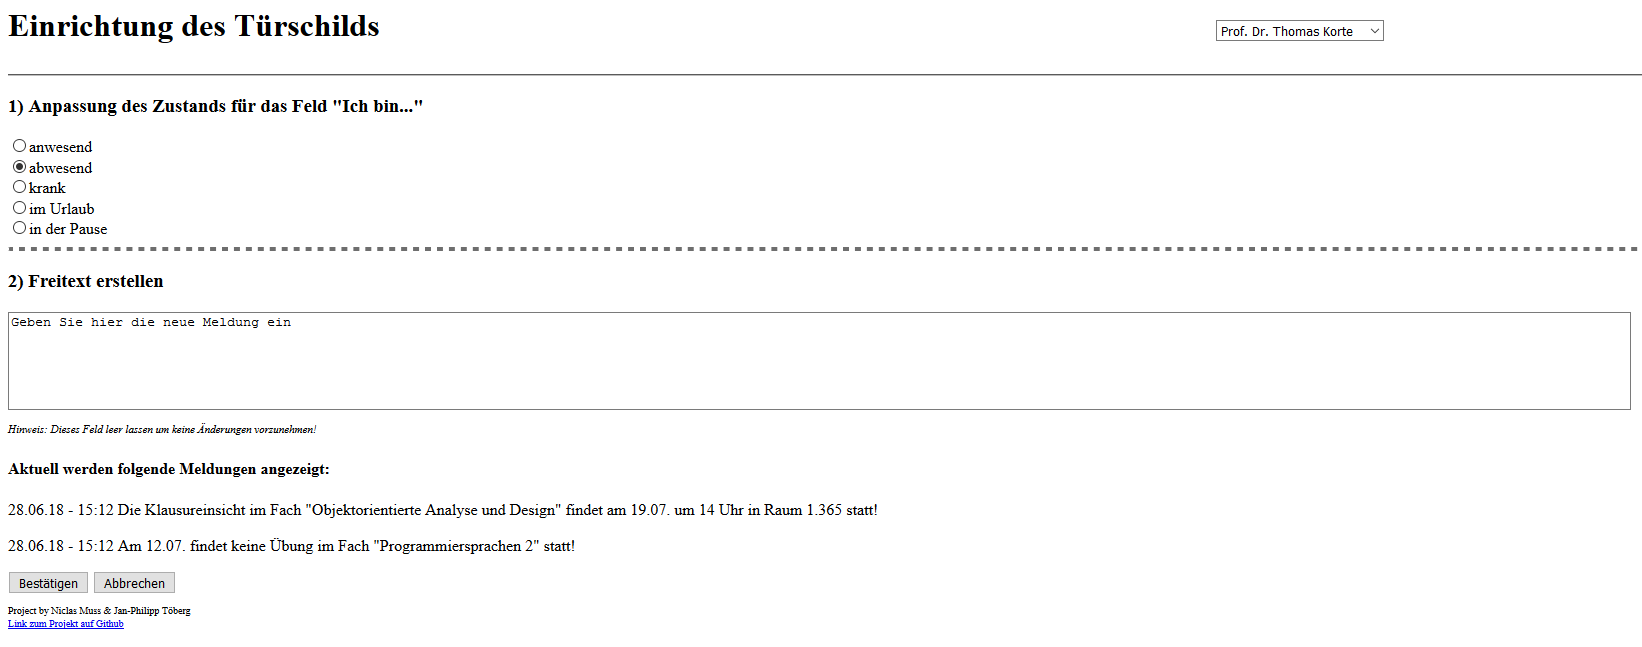 Einrichtung des Türschilds
Prof. Dr. Thomas Korte
1) Anpassung des Zustands für das Feld "Ich bin..."
anwesend
abwesend
krank
im Urlaub
in der Pause
2) Freitext erstellen
Geben Sie hier die neue Meldung ein
Hinweis: Dieses Feld leer lassen um keine Änderungen vorzunehmen!
Aktuell werden folgende Meldungen angezeigt:
28.06.18 - 15:12 Die Klausureinsicht im Fach "Objektorientierte Analyse und Design" findet am 19.07. um 14 Uhr in Raum 1.365 statt!
28.06.18 - 15:12 Am 12.07. findet keine Übung im Fach "Programmiersprachen 2" statt!
Bestätigen Abbrechen
Project by Niclas Muss & Jan-Philipp Töberg
Link zum Projekt auf Github